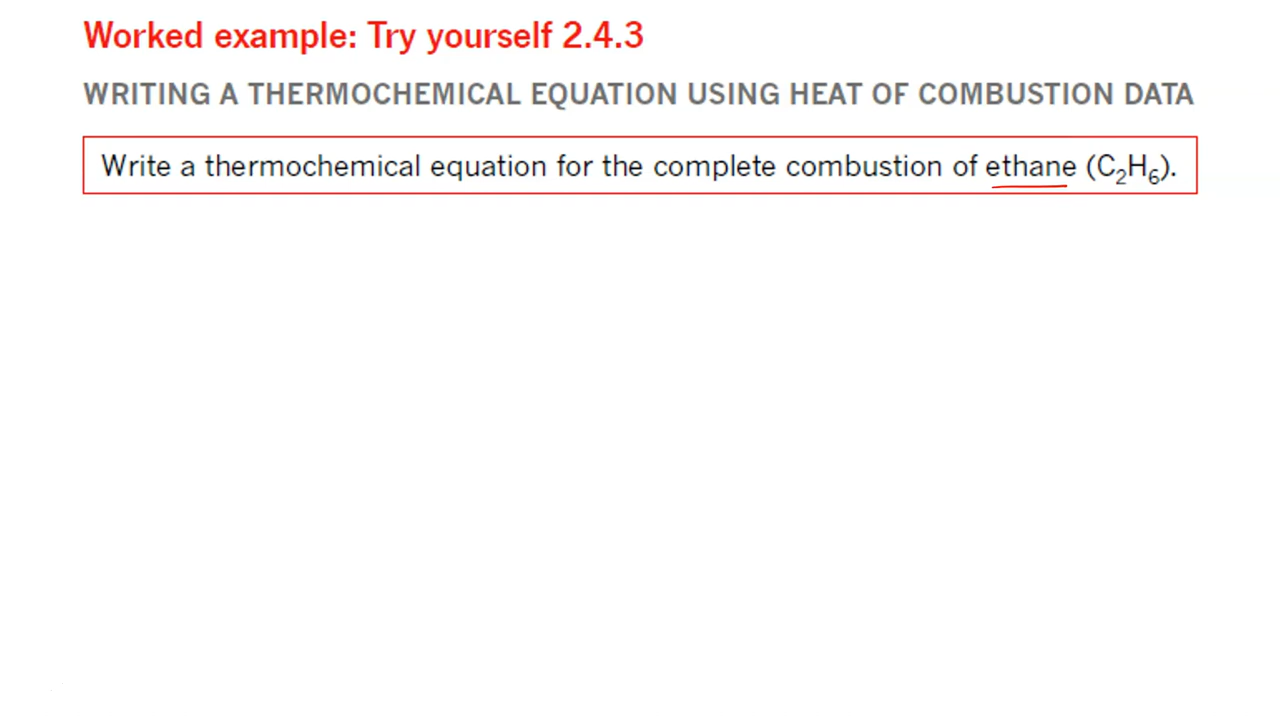 Worked example: Try yourself 2.4.3
WRITING A THERMOCHEMICAL EQUATION USING HEAT OF COMBUSTION DATA
Write a thermochemical equation for the complete combustion of ethane (C₂H₆).